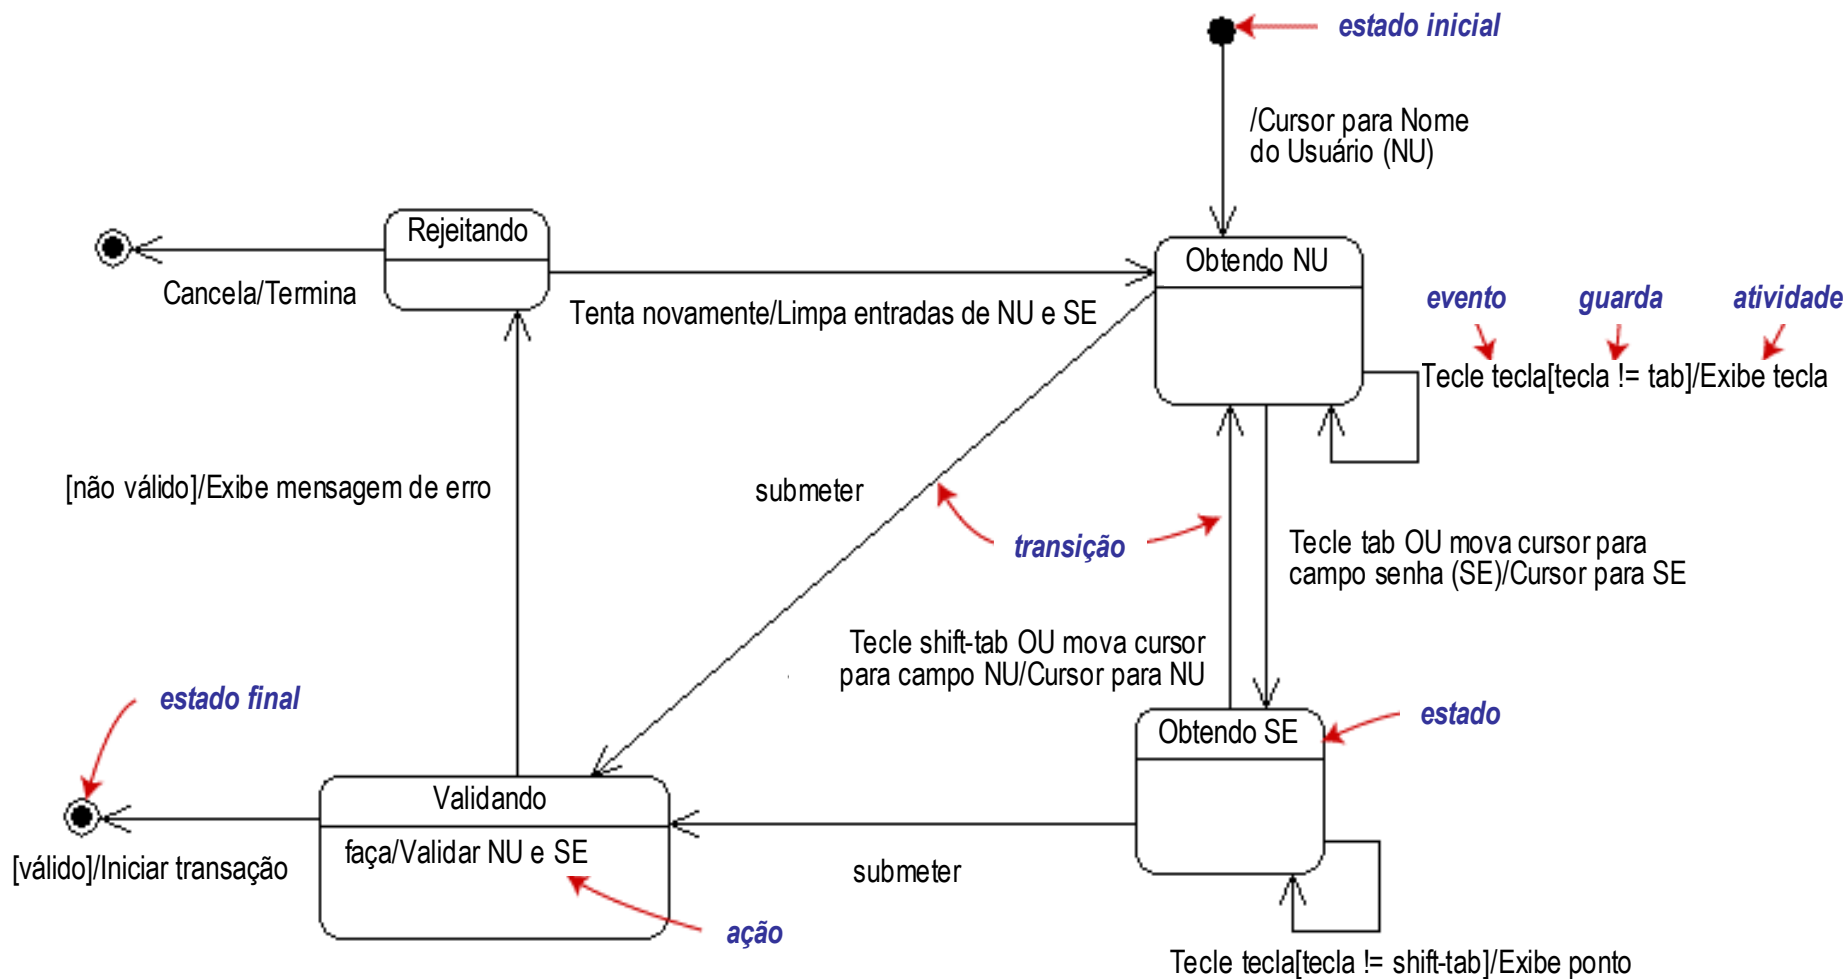 estado inicial
/Cursor para Nome
do Usuário (NU)
Rejeitando
Obtendo NU
Cancela/Termina
Tenta novamente/Limpa entradas de NU e SE
evento
guarda
atividade
Tecle tecla[tecla != tab]/Exibe tecla
[não válido]/Exibe mensagem de erro
submeter
transição
Tecle tab OU mova cursor para
campo senha (SE)/Cursor para SE
Tecle shift-tab OU mova cursor
para campo NU/Cursor para NU
estado final
estado
Obtendo SE
Validando
faça/Validar NU e SE
[válido]/Iniciar transação
submeter
ação
Tecle tecla[tecla != shift-tab]/Exibe ponto